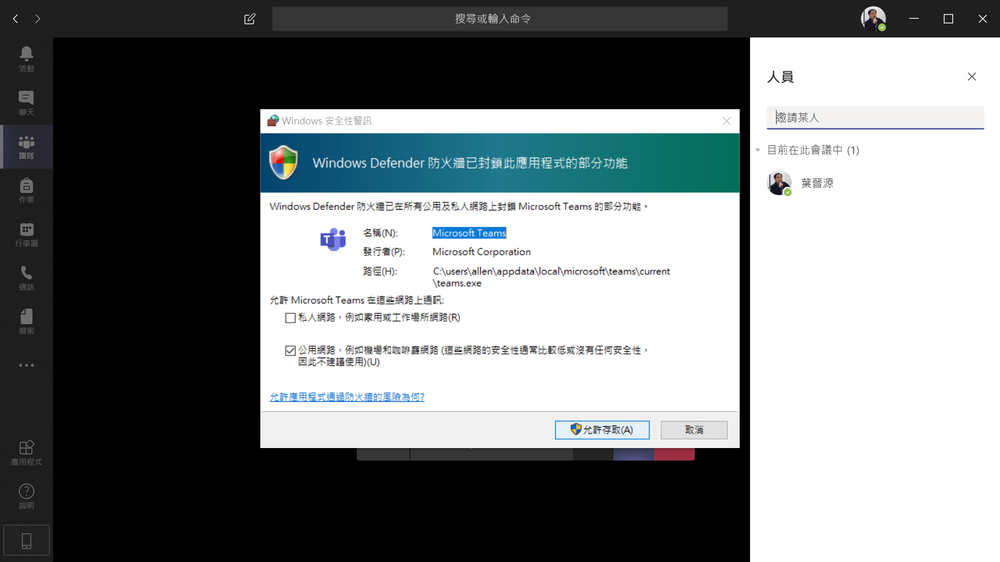 搜尋或輸入命令
活動
聊天
團隊
作業
行事曆
通話
檔案
應用程式
說明
Windows 安全性警訊
Windows Defender 防火牆已封鎖此應用程式的部分功能
Windows Defender 防火牆已在所有公用及私人網路上封鎖 Microsoft Teams 的部分功能。
T
名稱(N): Microsoft Teams
發行者(P): Microsoft Corporation
路徑(H): C:\users\allen\appdata\local\microsoft\teams\current
\teams.exe
允許 Microsoft Teams 在這些網路上通訊:
私人網路，例如家用或工作場所網路(R)
公用網路，例如機場和咖啡廳網路 (這些網路的安全性通常比較低或沒有任何安全性，
因此不建議使用)(U)
允許應用程式通過防火牆的風險為何?
允許存取(A)
取消
人員
邀請某人
目前在此會議中 (1)
葉晉源